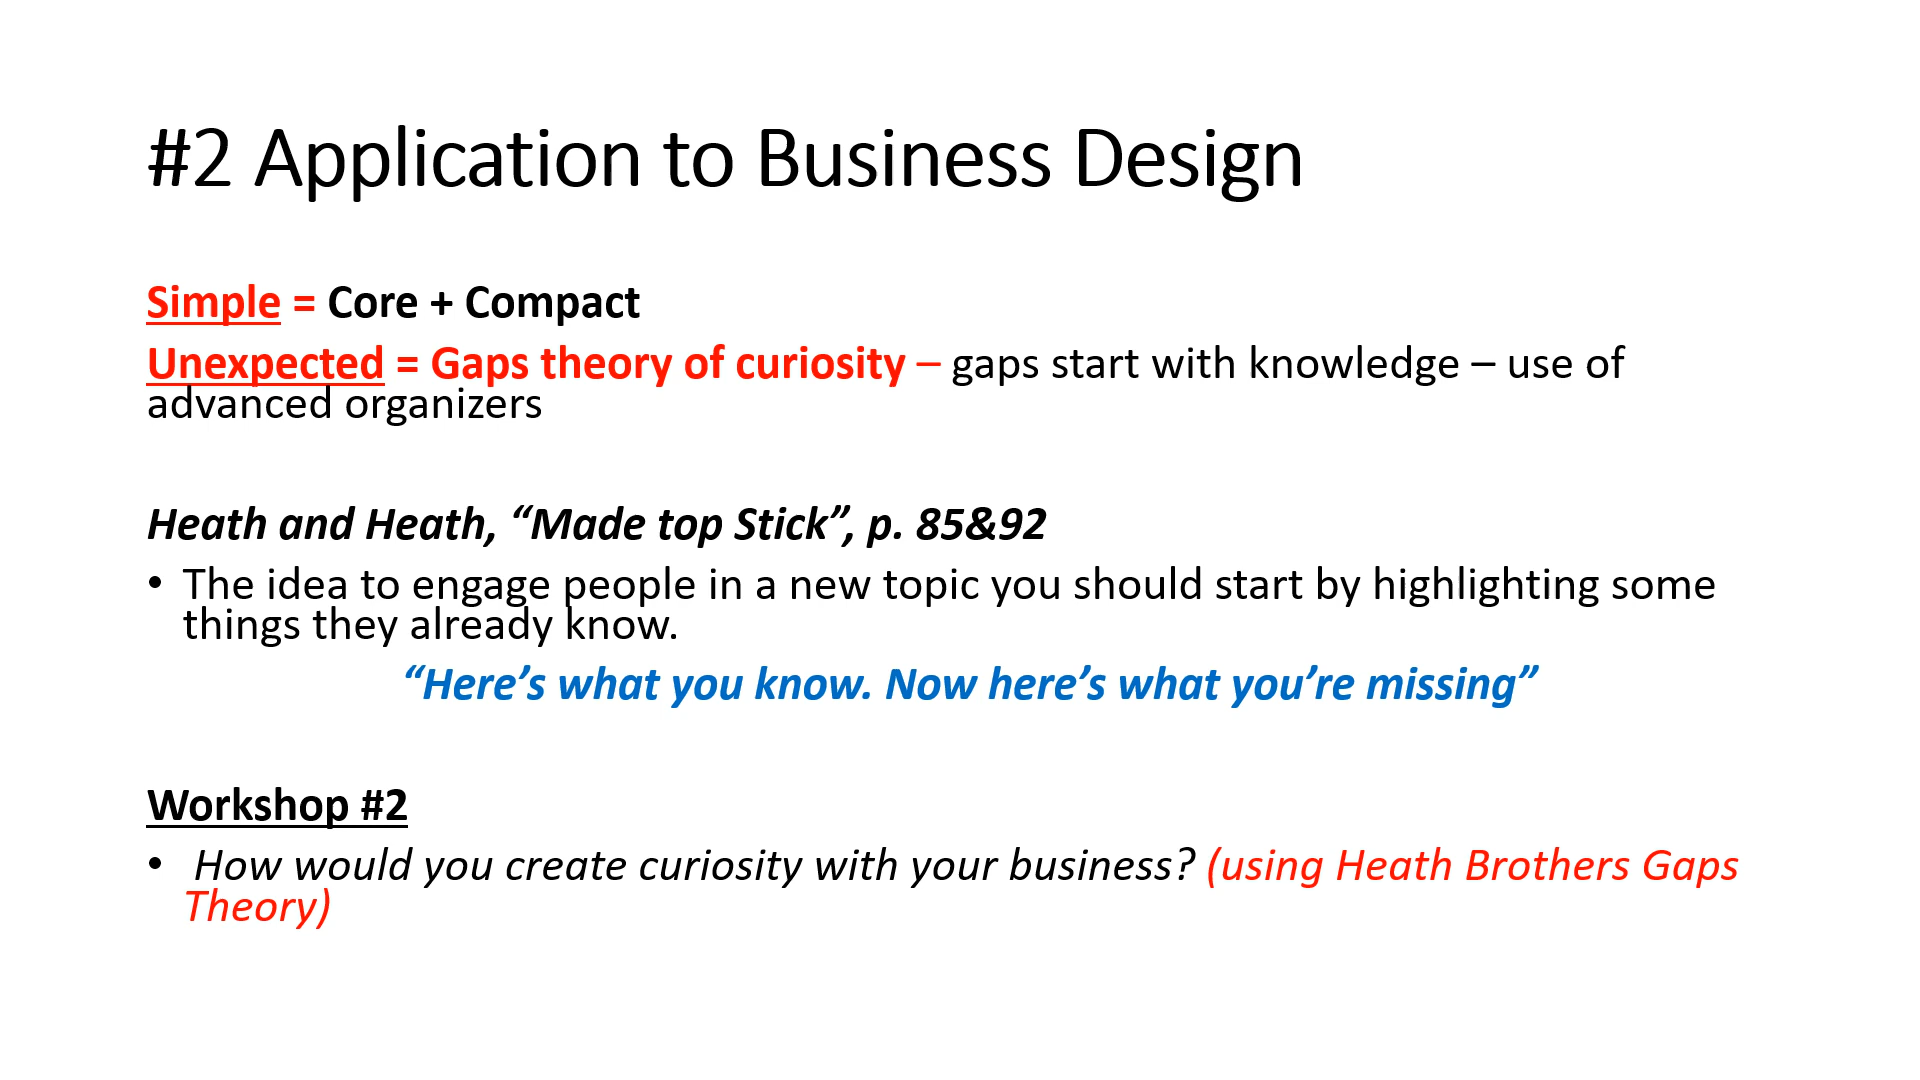 #2 Application to Business Design
Simple = Core + Compact
Unexpected = Gaps theory of curiosity – gaps start with knowledge – use of
advanced organizers
Heath and Heath, “Made top Stick”, p. 85&92
• The idea to engage people in a new topic you should start by highlighting some
things they already know.
“Here’s what you know. Now here’s what you’re missing”
Workshop #2
• How would you create curiosity with your business? (using Heath Brothers Gaps
Theory)